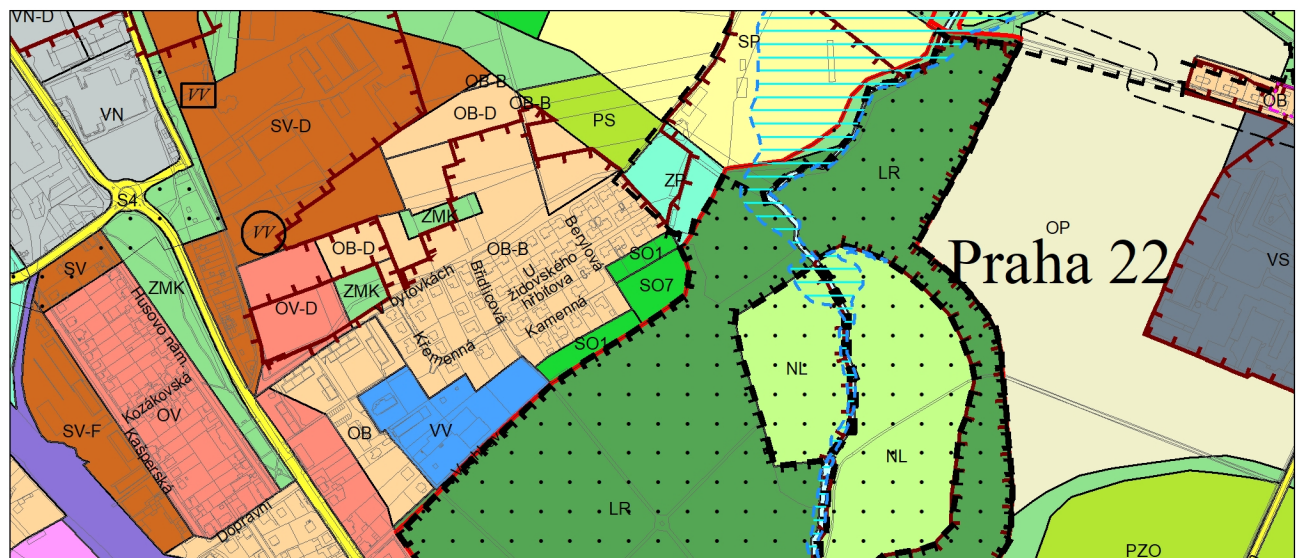 VN-D
VN
VV
SV-D
OB-B
OB-D
OB-B
PS
SP
OB
LR
S4
ZP
ZMK
VV
OB-D
OB-B
Berylová
OP
Praha 22
VS
SV
ZMK
ZMK
OV-D
bytovkách
Břidlicová
U
židovského
hřbitova
SO1
SO7
Kamenná
Husovo nám.
Křemenná
SO1
NL
Kozákovská
OV
SV-F
Kašperská
OB
VV
NL
LR
Dopravní
PZO